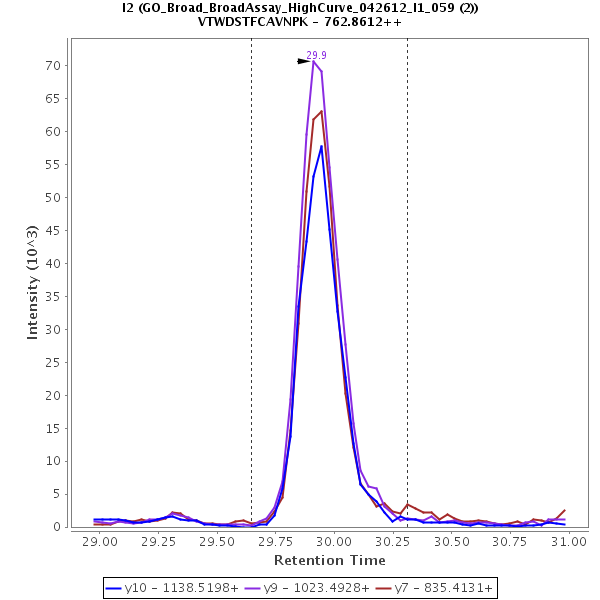 I2 (GO_Broad_BroadAssay_HighCurve_042612_I1_059 (2))
VTWDSTFCAVNPK - 762.8612++
29.9
70
65
60
55
50
45
40
35
30
25
20
15
10
5
0
Intensity (10^3)
29.00 29.25 29.50 29.75 30.00 30.25 30.50 30.75 31.00
Retention Time
y10 - 1138.5198+ y9 - 1023.4928+ y7 - 835.4131+